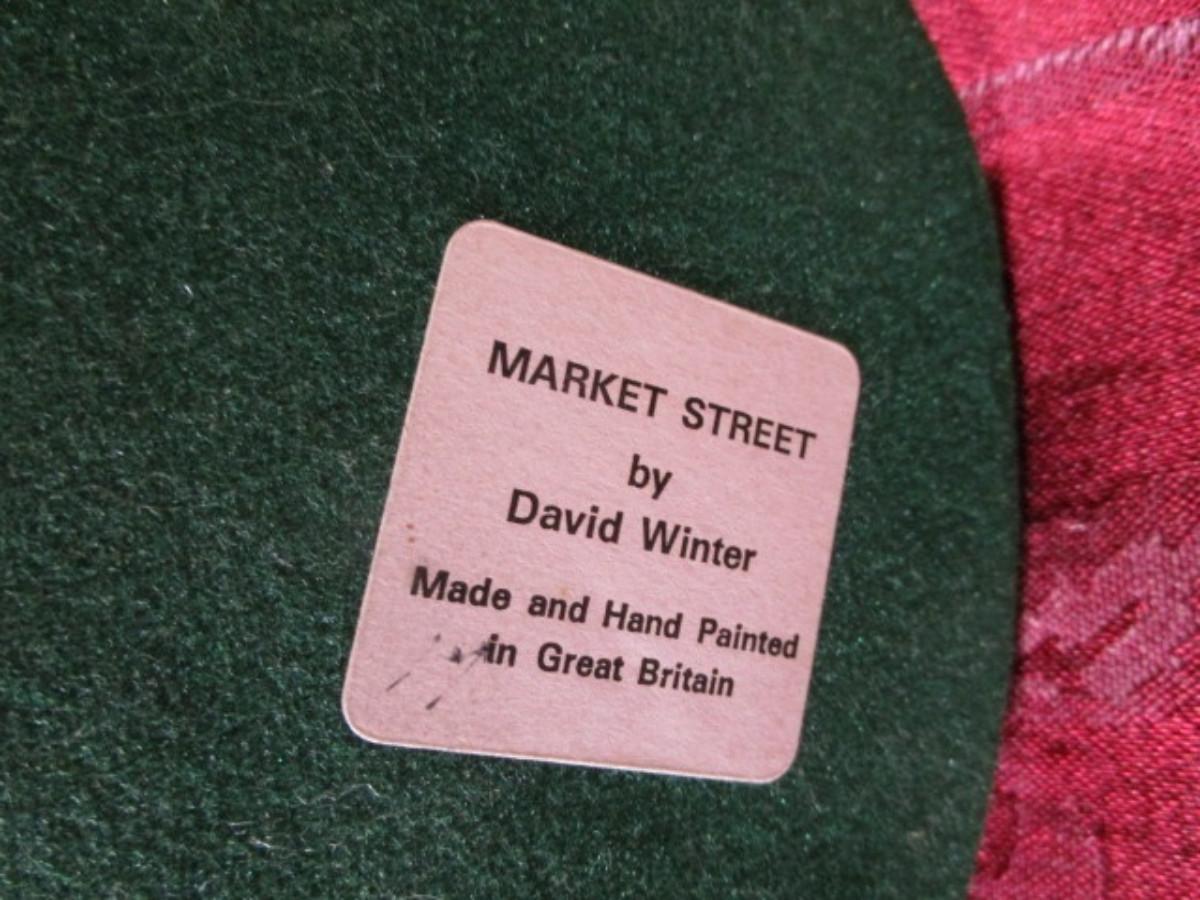 MARKET STREET
by
David Winter
Made and Hand Painted
in Great Britain